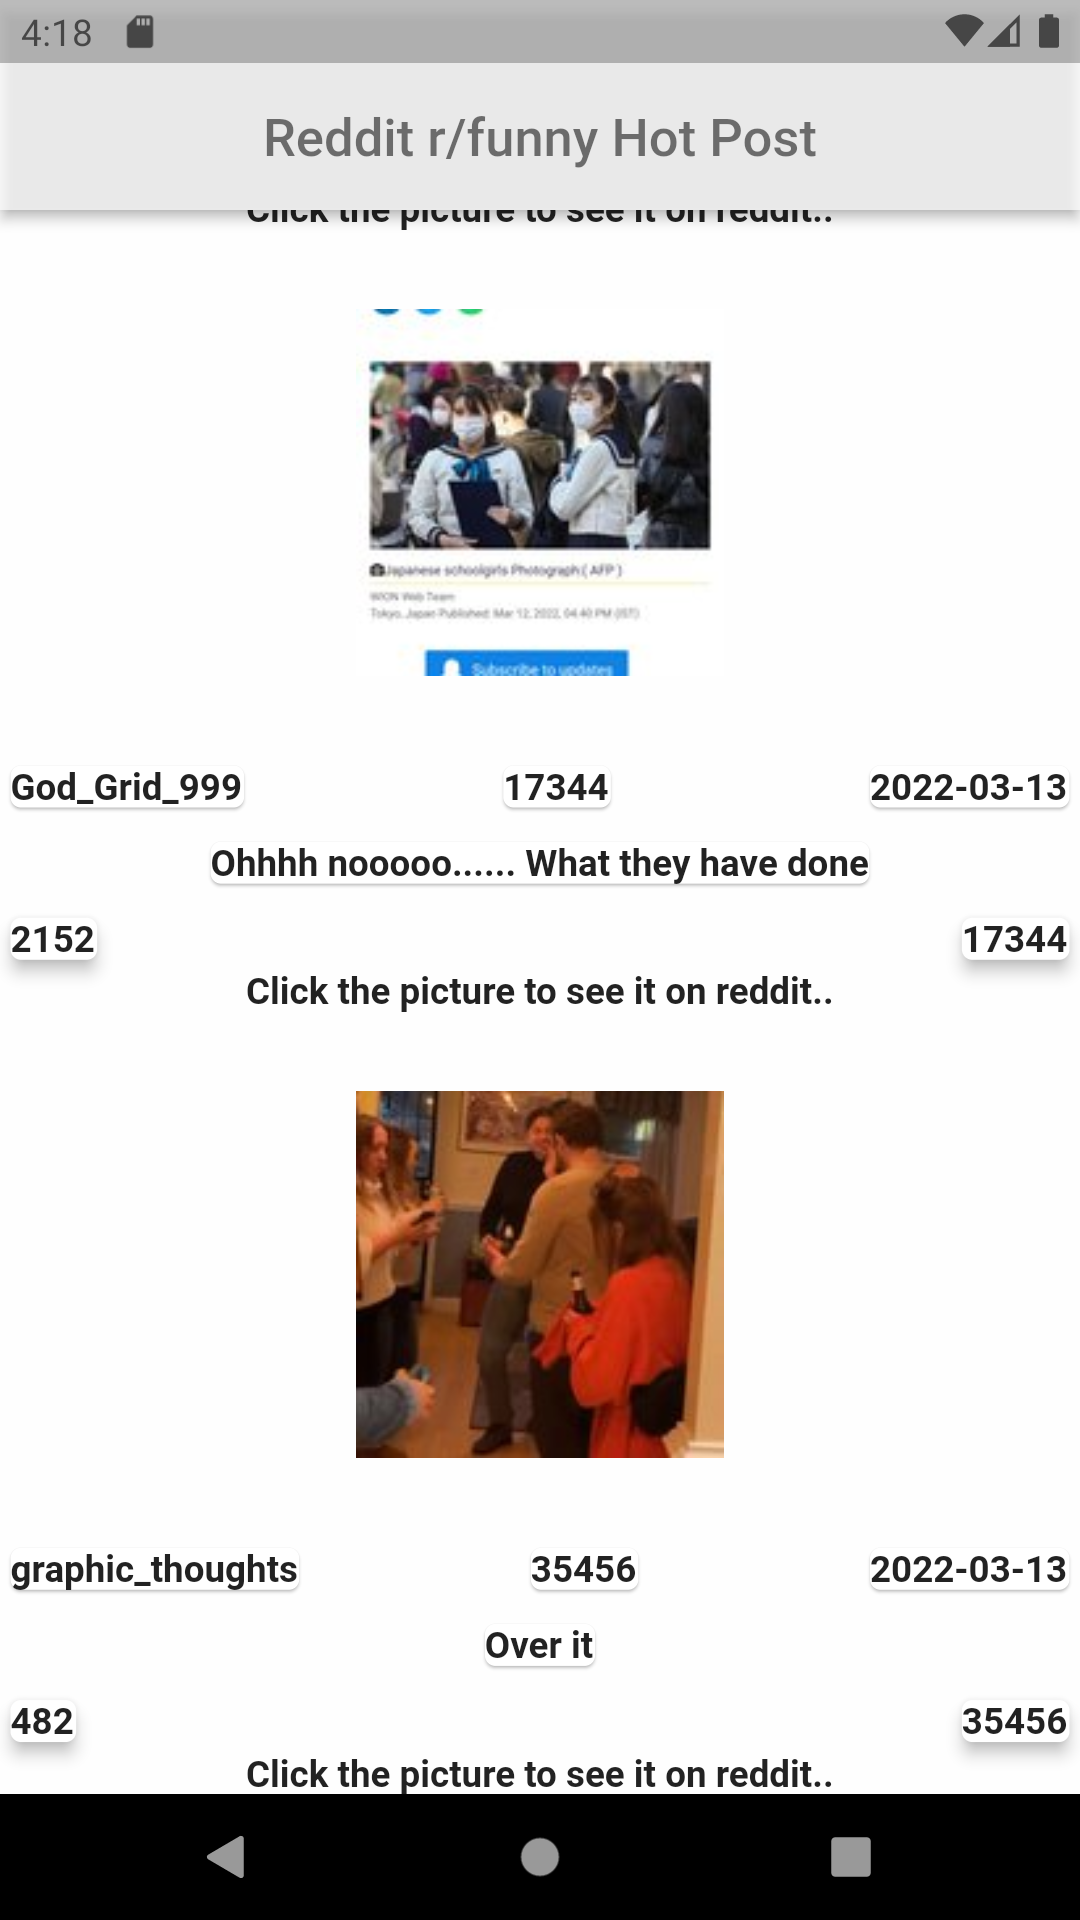 4:18
Reddit r/funny Hot Post
Click the picture to see it on reddit..
Japanese schoolgirls Photograph:( AFP )
WION Web Team
Tokyo, Japan Published: Mar 12, 2022, 04:40 PM (IST)
Subscribe to updates
God_Grid_999 17344 2022-03-13
Ohhhh nooooo...... What they have done
2152 17344
Click the picture to see it on reddit..
graphic_thoughts 35456 2022-03-13
Over it
482 35456
Click the picture to see it on reddit..